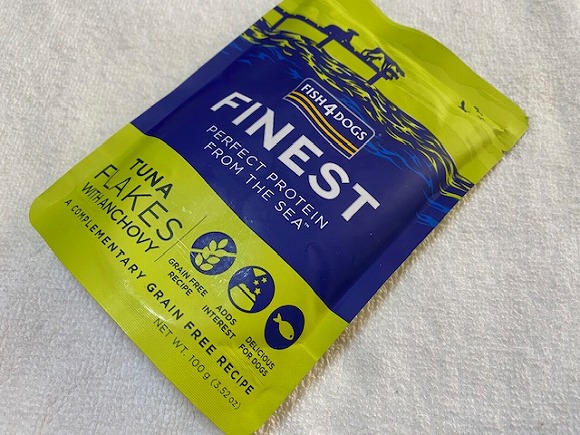 FISH4DOGS
FINEST
PERFECT PROTEIN
FROM THE SEA™
TUNA
FLAKES
WITH ANCHOVY
GRAIN FREE
RECIPE
ADDS
INTEREST
DELICIOUS
FOR DOGS
A COMPLEMENTARY GRAIN FREE RECIPE
NET WT. 100g (3.52oz)